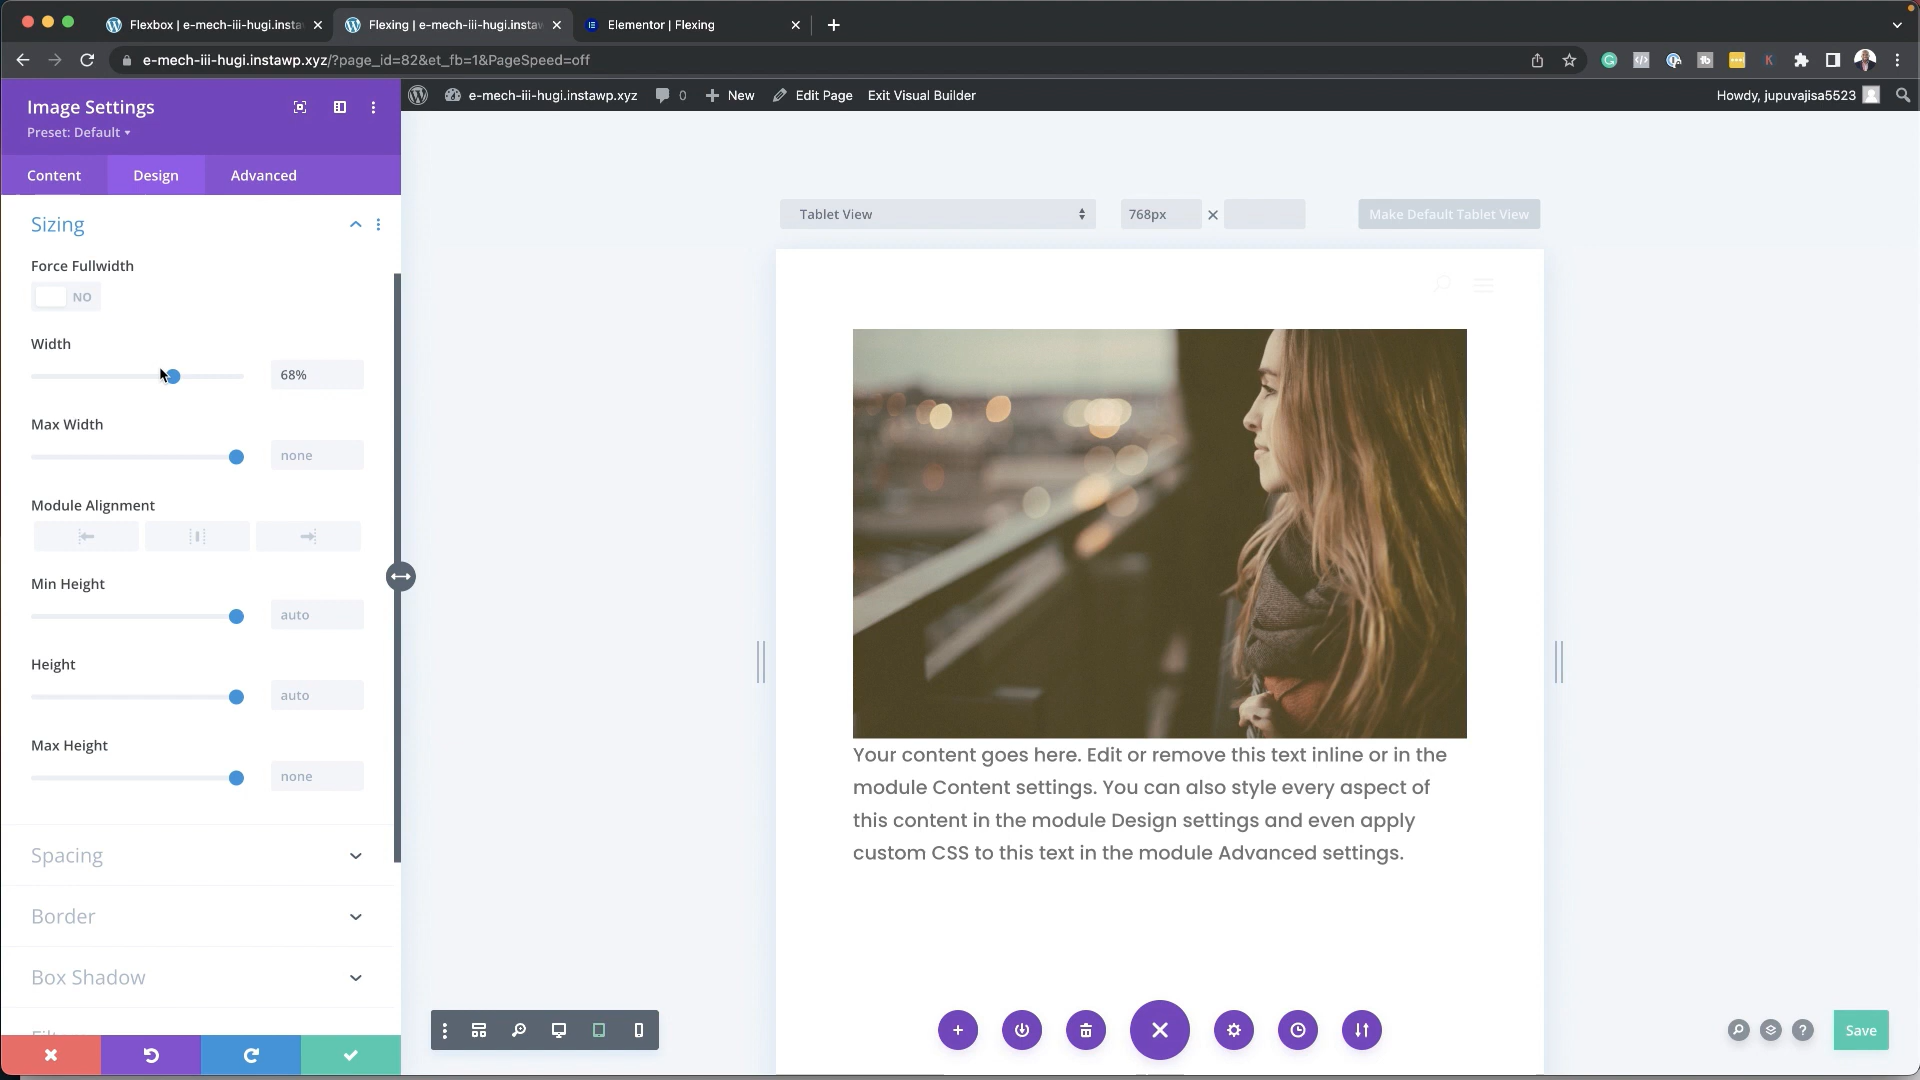 Flexbox | e-mech-iii-hugi.insta
Flexing | e-mech-iii-hugi.instaw
Elementor | Flexing
e-mech-iii-hugi.instawp.xyz/?page_id=82&et_fb=1&PageSpeed=off
Image Settings
Preset: Default
e-mech-iii-hugi.instawp.xyz
0
New
Edit Page
Exit Visual Builder
Howdy, jupuvajisa5523
Content
Design
Advanced
Sizing
Force Fullwidth
NO
Width
68%
Max Width
none
Module Alignment
Min Height
auto
Height
auto
Max Height
none
Spacing
Border
Box Shadow
Tablet View
768px
Make Default Tablet View
Your content goes here. Edit or remove this text inline or in the
module Content settings. You can also style every aspect of
this content in the module Design settings and even apply
custom CSS to this text in the module Advanced settings.
Save